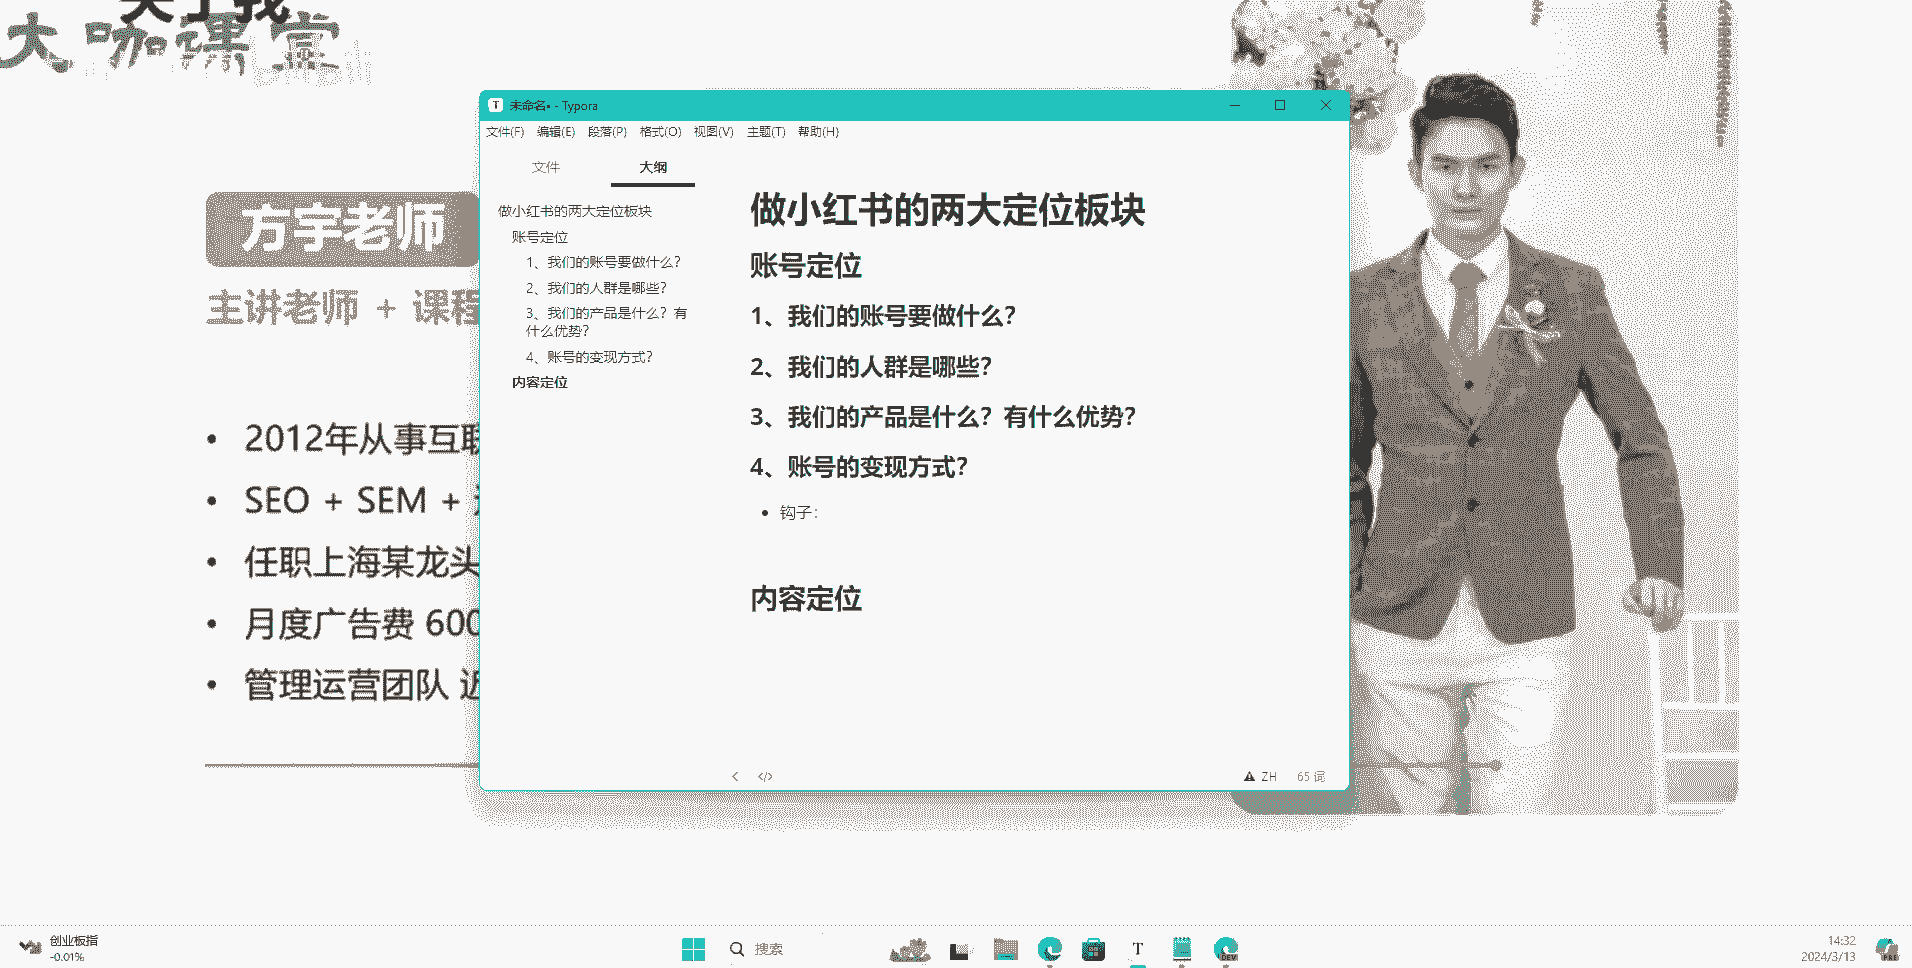 关于我
大咖课堂
方宇老师
主讲老师 + 课程
2012年从事互联
SEO + SEM +
任职上海某龙头
月度广告费 600
管理运营团队 近
未命名• - Typora
文件(F) 编辑(E) 段落(P) 格式(O) 视图(V) 主题(T) 帮助(H)
文件 大纲
做小红书的两大定位板块
账号定位
1、我们的账号要做什么?
2、我们的人群是哪些?
3、我们的产品是什么? 有
什么优势?
4、账号的变现方式?
内容定位
做小红书的两大定位板块
账号定位
1、我们的账号要做什么?
2、我们的人群是哪些?
3、我们的产品是什么? 有什么优势?
4、账号的变现方式?
• 钩子:
内容定位
ZH 65 词
创业板指
-0.01%
搜索
14:32
2024/3/13